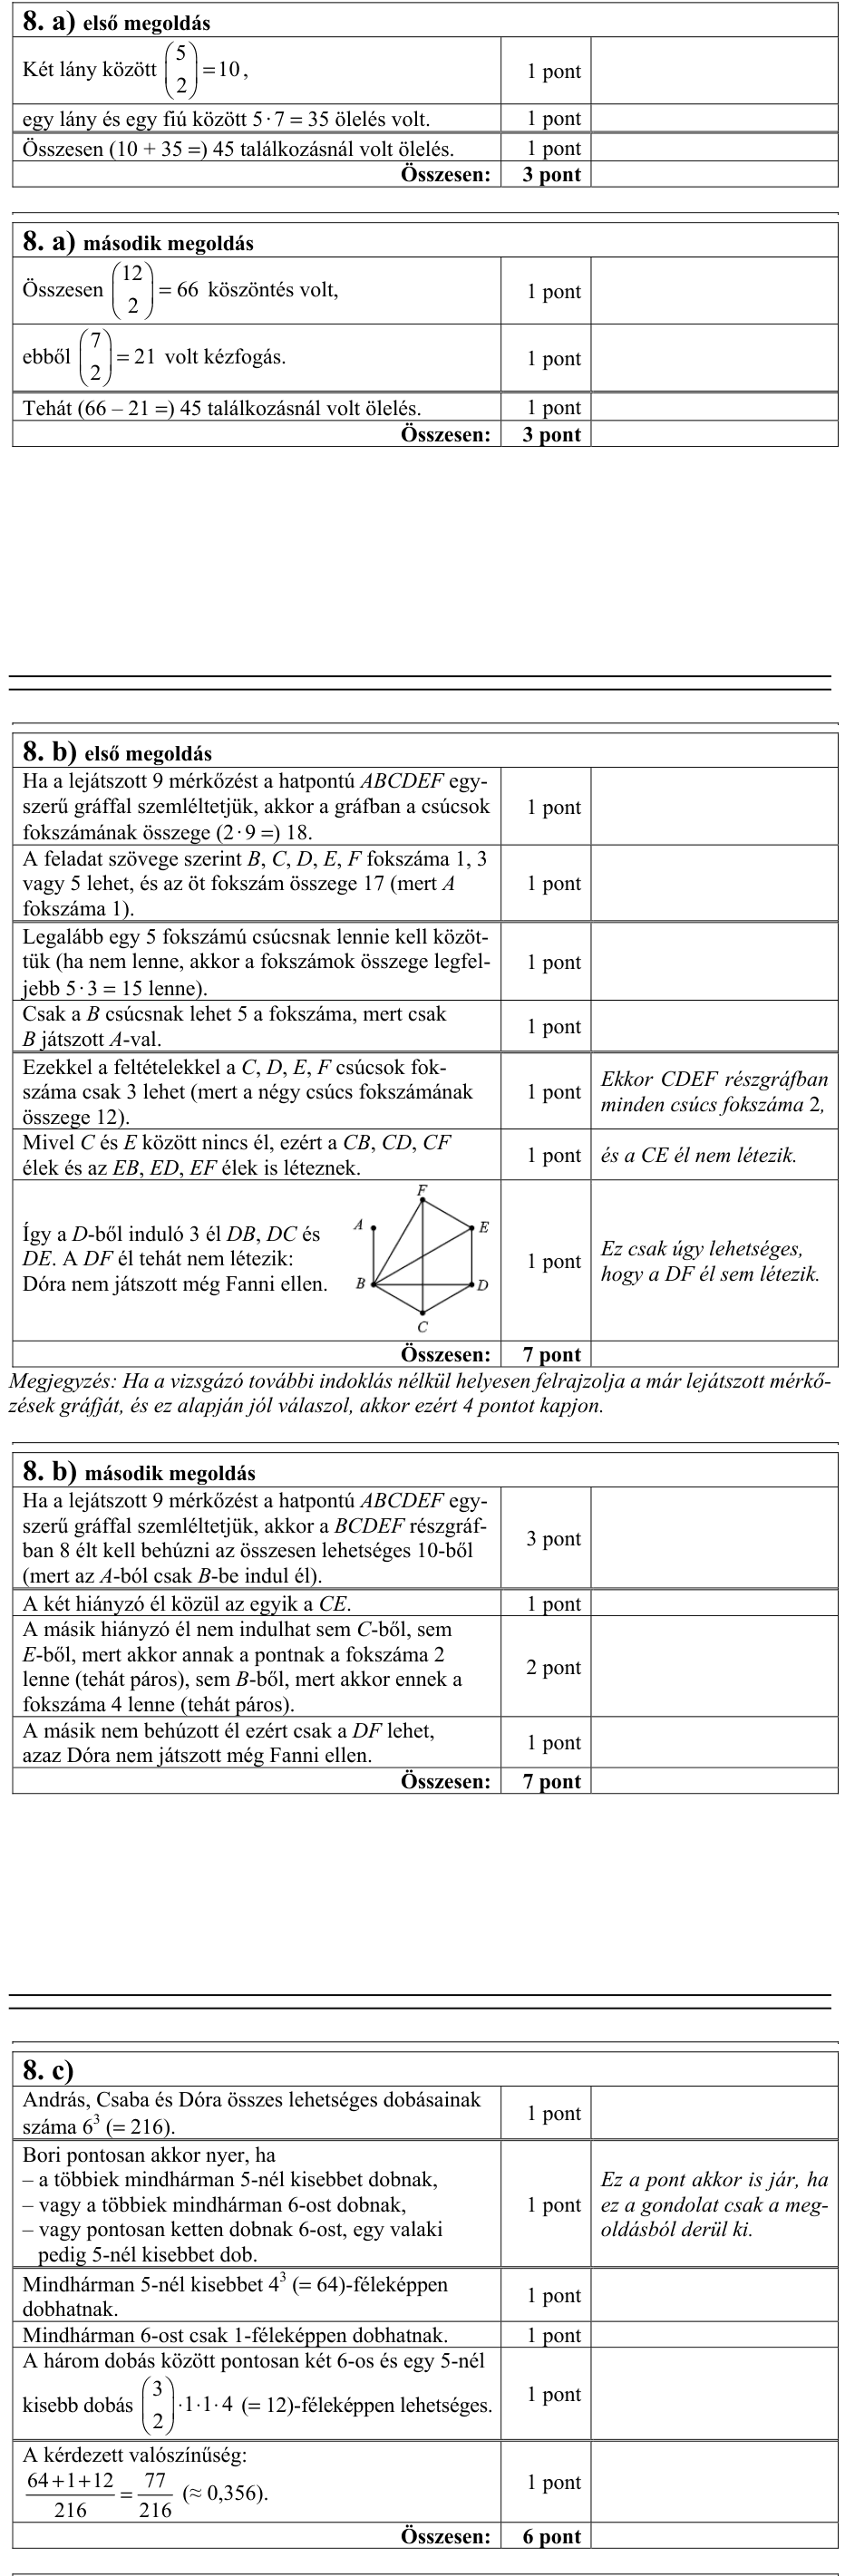 8. a) első megoldás
Két lány között (5 2) = 10, 1 pont
egy lány és egy fiú között 5·7 = 35 ölelés volt. 1 pont
Összesen (10 + 35 =) 45 találkozásnál volt ölelés. 1 pont
Összesen: 3 pont
8. a) második megoldás
Összesen (12 2) = 66 köszöntés volt, 1 pont
ebből (7 2) = 21 volt kézfogás. 1 pont
Tehát (66 – 21 =) 45 találkozásnál volt ölelés. 1 pont
Összesen: 3 pont
8. b) első megoldás
Ha a lejátszott 9 mérkőzést a hatpontú ABCDEF egy-
szerű gráffal szemléltetjük, akkor a gráfban a csúcsok 1 pont
fokszámának összege (2·9 =) 18.
A feladat szövege szerint B, C, D, E, F fokszáma 1, 3
vagy 5 lehet, és az öt fokszám összege 17 (mert A 1 pont
fokszáma 1).
Legalább egy 5 fokszámú csúcsnak lennie kell közöt-
tük (ha nem lenne, akkor a fokszámok összege legfel- 1 pont
jebb 5·3 = 15 lenne).
Csak a B csúcsnak lehet 5 a fokszáma, mert csak
B játszott A-val. 1 pont
Ezekkel a feltételekkel a C, D, E, F csúcsok fok-
száma csak 3 lehet (mert a négy csúcs fokszámának
összege 12).
1 pont
Ekkor CDEF részgráfban
minden csúcs fokszáma 2,
Mivel C és E között nincs él, ezért a CB, CD, CF
élek és az EB, ED, EF élek is léteznek.
1 pont
és a CE él nem létezik.
Így a D-ből induló 3 él DB, DC és
DE. A DF él tehát nem létezik:
Dóra nem játszott még Fanni ellen.
F
A
E
B
D
C
1 pont
Ez csak úgy lehetséges,
hogy a DF él sem létezik.
Összesen: 7 pont
Megjegyzés: Ha a vizsgázó további indoklás nélkül helyesen felrajzolja a már lejátszott mérkő-
zések gráfját, és ez alapján jól válaszol, akkor ezért 4 pontot kapjon.
8. b) második megoldás
Ha a lejátszott 9 mérkőzést a hatpontú ABCDEF egy-
szerű gráffal szemléltetjük, akkor a BCDEF részgráf-
ban 8 élt kell behúzni az összesen lehetséges 10-ből
(mert az A-ból csak B-be indul él).
3 pont
A két hiányzó él közül az egyik a CE. 1 pont
A másik hiányzó él nem indulhat sem C-ből, sem
E-ből, mert akkor annak a pontnak a fokszáma 2
lenne (tehát páros), sem B-ből, mert akkor ennek a
fokszáma 4 lenne (tehát páros).
2 pont
A másik nem behúzott él ezért csak a DF lehet,
azaz Dóra nem játszott még Fanni ellen.
1 pont
Összesen: 7 pont
8. c)
András, Csaba és Dóra összes lehetséges dobásainak
száma 6³ (= 216).
1 pont
Bori pontosan akkor nyer, ha
– a többiek mindhárman 5-nél kisebbet dobnak,
– vagy a többiek mindhárman 6-ost dobnak,
– vagy pontosan ketten dobnak 6-ost, egy valaki
pedig 5-nél kisebbet dob.
1 pont
Ez a pont akkor is jár, ha
ez a gondolat csak a meg-
oldásból derül ki.
Mindhárman 5-nél kisebbet 4³ (= 64)-féleképpen
dobhatnak.
1 pont
Mindhárman 6-ost csak 1-féleképpen dobhatnak. 1 pont
A három dobás között pontosan két 6-os és egy 5-nél
kisebb dobás (3 2)·1·1·4 (= 12)-féleképpen lehetséges.
1 pont
A kérdezett valószínűség:
(64+1+12)/216 = 77/216 (≈ 0,356).
1 pont
Összesen: 6 pont